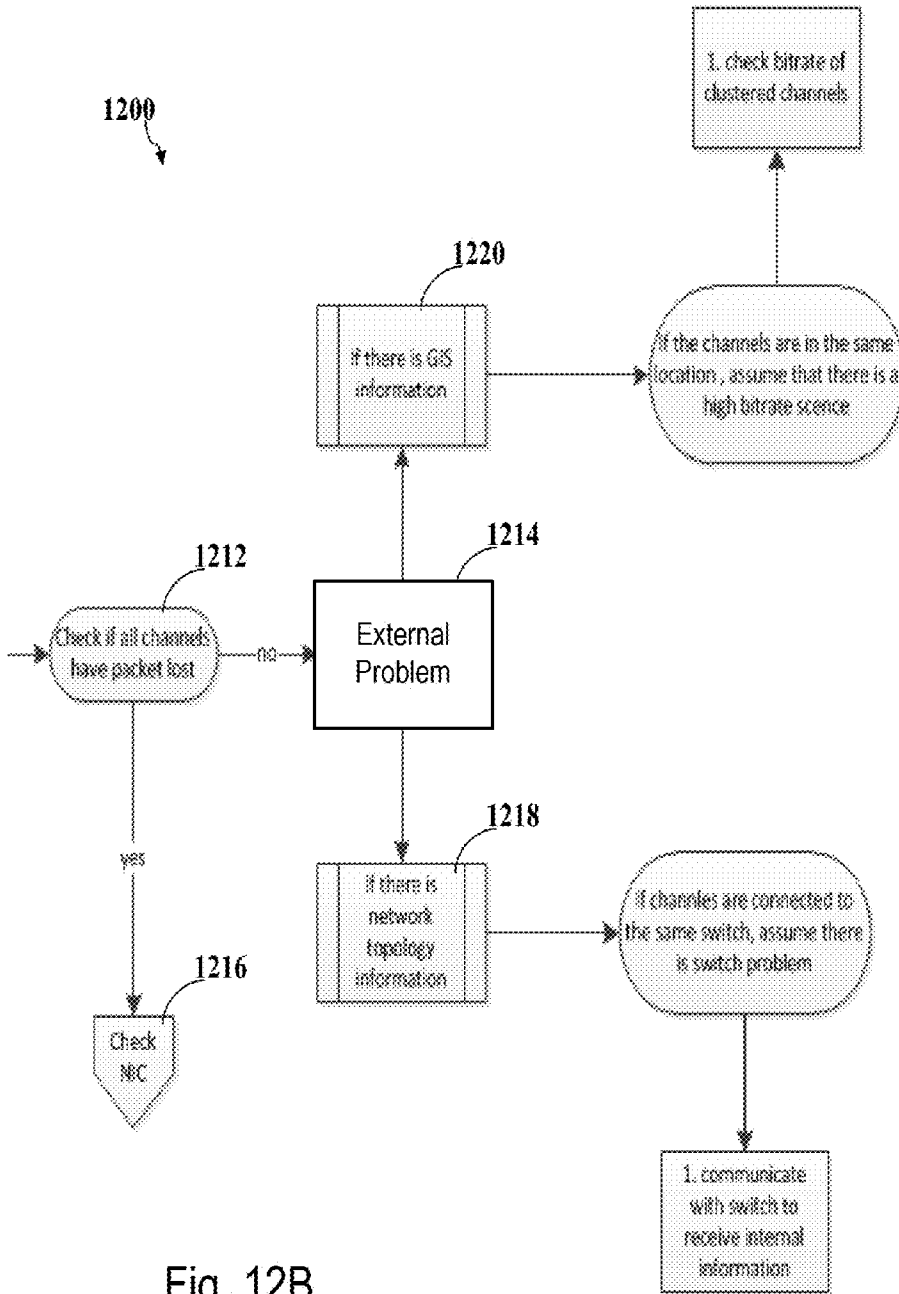 1. check bitrate of
clustered channels
1200
1220
if there is GIS
information
if the channels are in the same
location , assume that there is a
high bitrate scence
1214
1212
Check if all channels
have packet lost
no
External
Problem
1218
yes
if there is
network
topology
information
if channles are connected to
the same switch, assume there
is switch problem
1216
Check
NIC
1. communicate
with switch to
receive internal
information
Fig. 12B